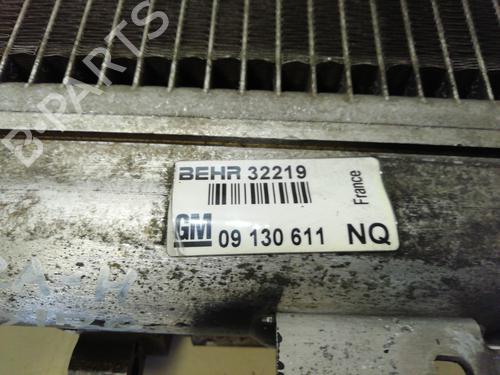 B-PARTS
BEHR 32219
France
GM 09 130 611 NQ